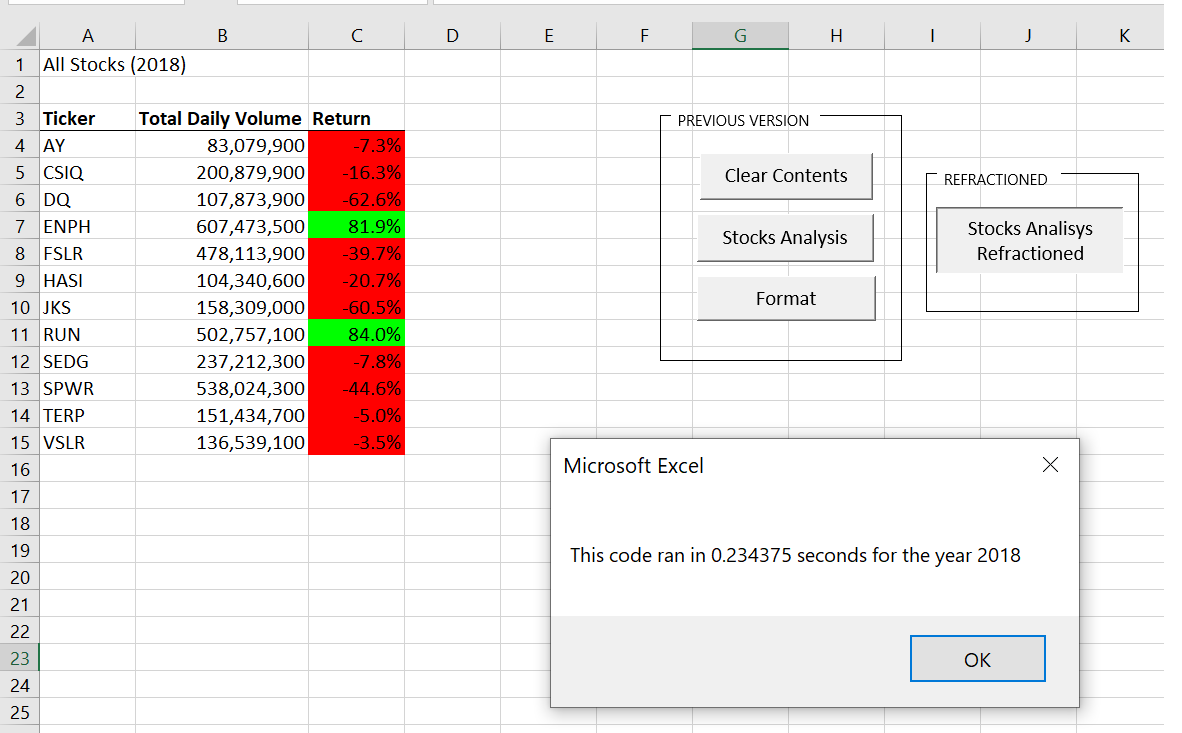 A B C D E F G H I J K
1 All Stocks (2018)
2
3 Ticker Total Daily Volume Return
4 AY 83,079,900 -7.3%
5 CSIQ 200,879,900 -16.3%
6 DQ 107,873,900 -62.6%
7 ENPH 607,473,500 81.9%
8 FSLR 478,113,900 -39.7%
9 HASI 104,340,600 -20.7%
10 JKS 158,309,000 -60.5%
11 RUN 502,757,100 84.0%
12 SEDG 237,212,300 -7.8%
13 SPWR 538,024,300 -44.6%
14 TERP 151,434,700 -5.0%
15 VSLR 136,539,100 -3.5%
16
17
18
19
20
21
22
23
24
25
PREVIOUS VERSION
Clear Contents
Stocks Analysis
Format
REFRACTIONED
Stocks Analisys
Refractioned
Microsoft Excel
This code ran in 0.234375 seconds for the year 2018
OK